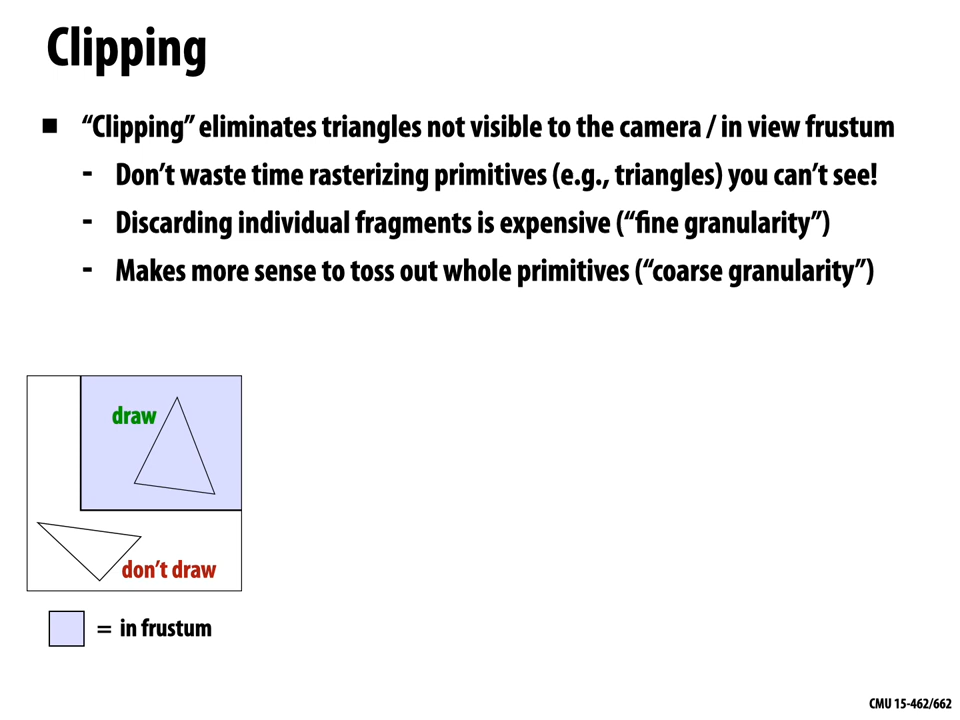 Clipping
■ “Clipping” eliminates triangles not visible to the camera / in view frustum
- Don’t waste time rasterizing primitives (e.g., triangles) you can’t see!
- Discarding individual fragments is expensive (“fine granularity”)
- Makes more sense to toss out whole primitives (“coarse granularity”)
draw
don’t draw
= in frustum
CMU 15-462/662